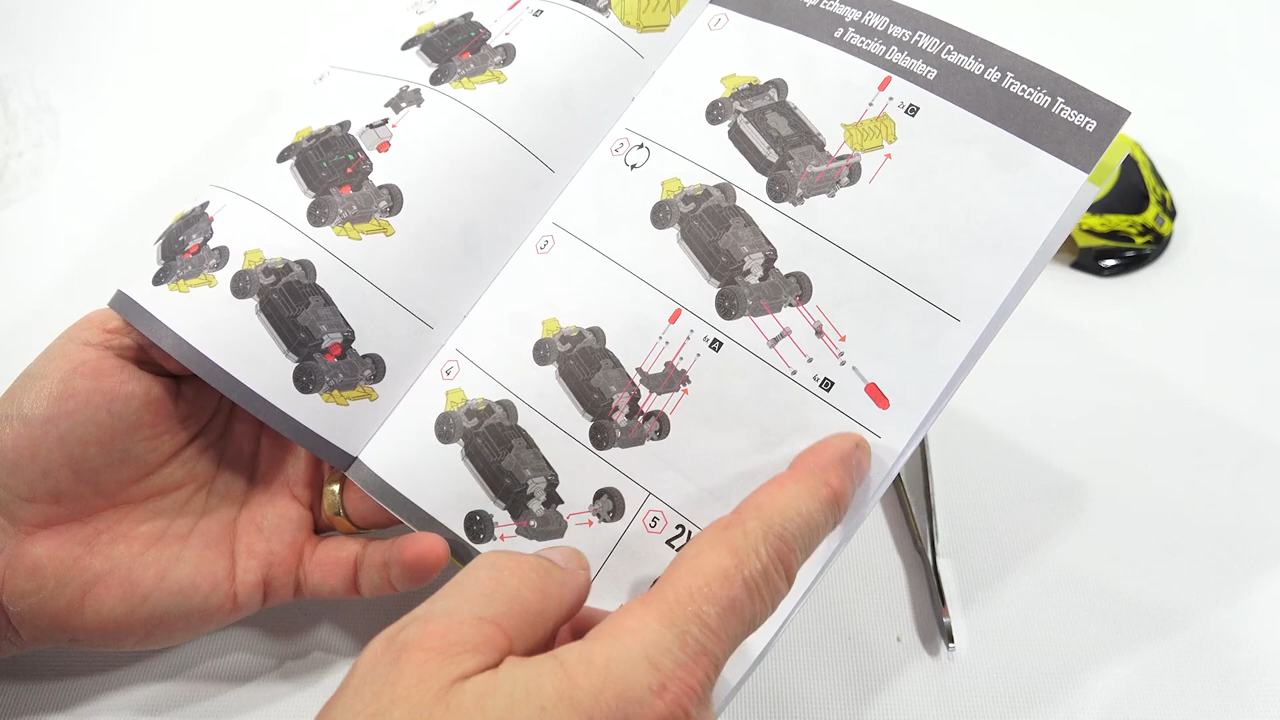 Echange RWD vers FWD/ Cambio de Tracción Trasera
a Tracción Delantera
1
2x C
2
4x D
3
6x A
4
5
2X
A